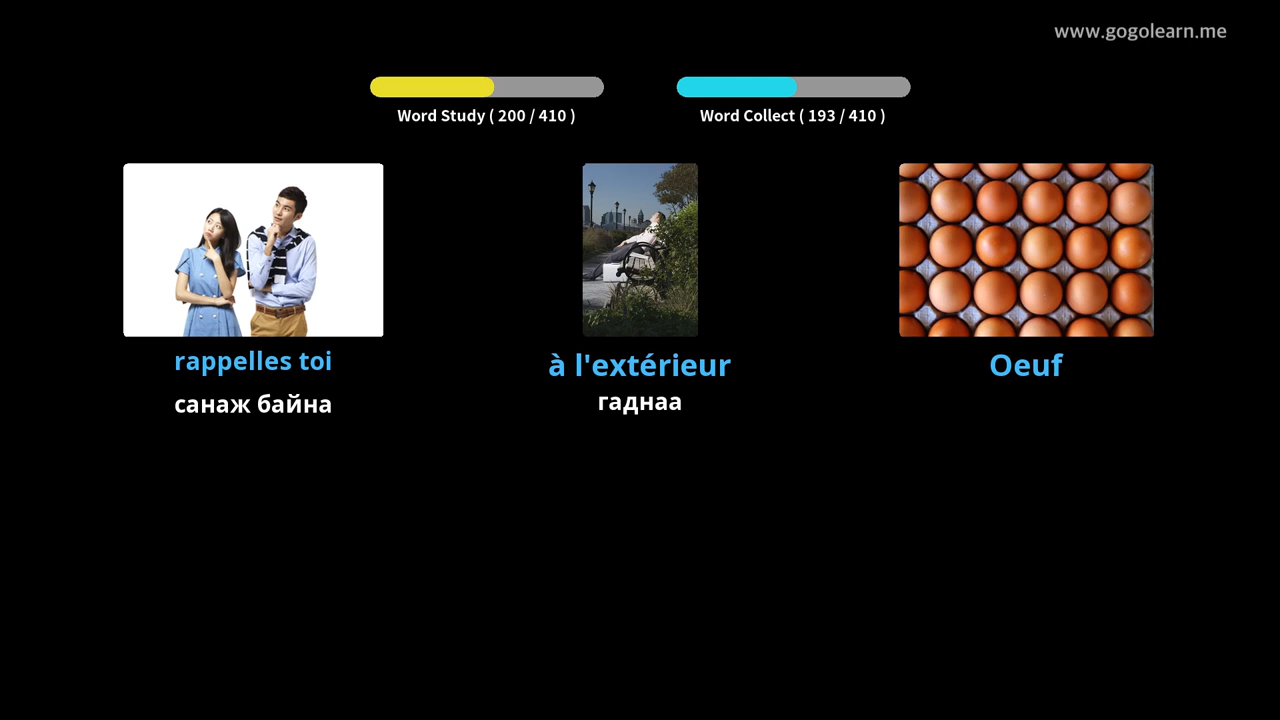 www.gogolearn.me
Word Study ( 200 / 410 )
Word Collect ( 193 / 410 )
rappelles toi
санаж байна
à l'extérieur
гаднаа
Oeuf